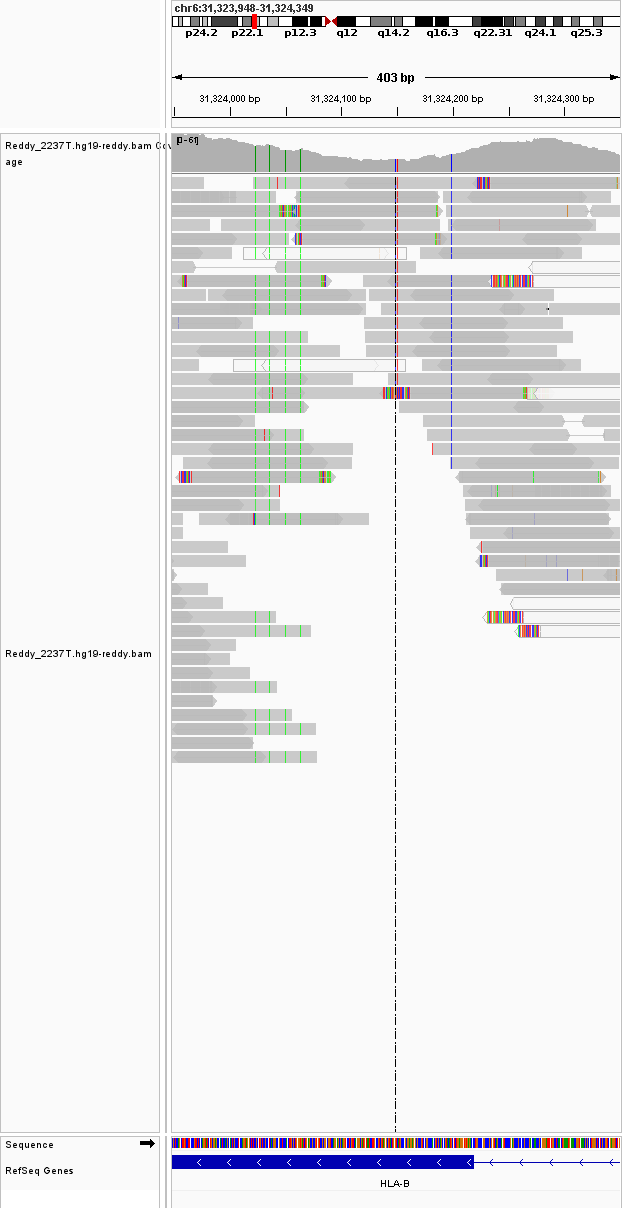 chr6:31,323,948-31,324,349
p24.2 p22.1 p12.3 q12 q14.2 q16.3 q22.31 q24.1 q25.3
403 bp
31,324,000 bp 31,324,100 bp 31,324,200 bp 31,324,300 bp
Reddy_2237T.hg19-reddy.bam Cov
age
[0-61]
Reddy_2237T.hg19-reddy.bam
Sequence
RefSeq Genes
HLA-B